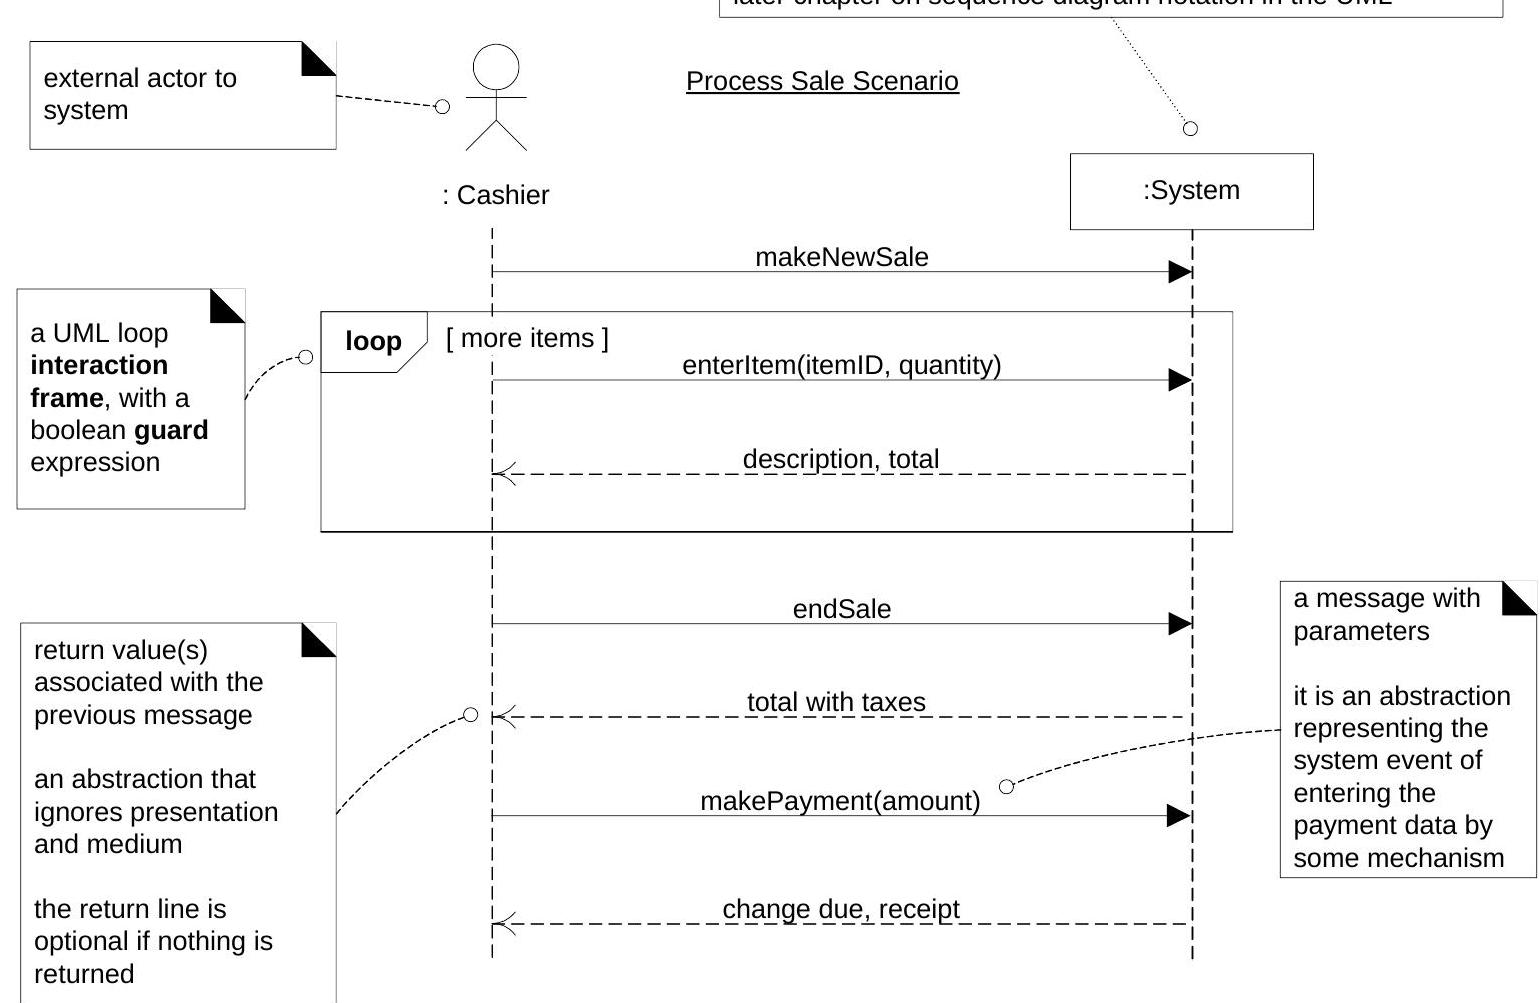 later chapter on sequence diagram notation in the UML
external actor to
system
Process Sale Scenario
: Cashier
:System
makeNewSale
a UML loop
interaction
frame, with a
boolean guard
expression
loop
[ more items ]
enterItem(itemID, quantity)
description, total
endSale
a message with
parameters
it is an abstraction
representing the
system event of
entering the
payment data by
some mechanism
return value(s)
associated with the
previous message
an abstraction that
ignores presentation
and medium
the return line is
optional if nothing is
returned
total with taxes
makePayment(amount)
change due, receipt